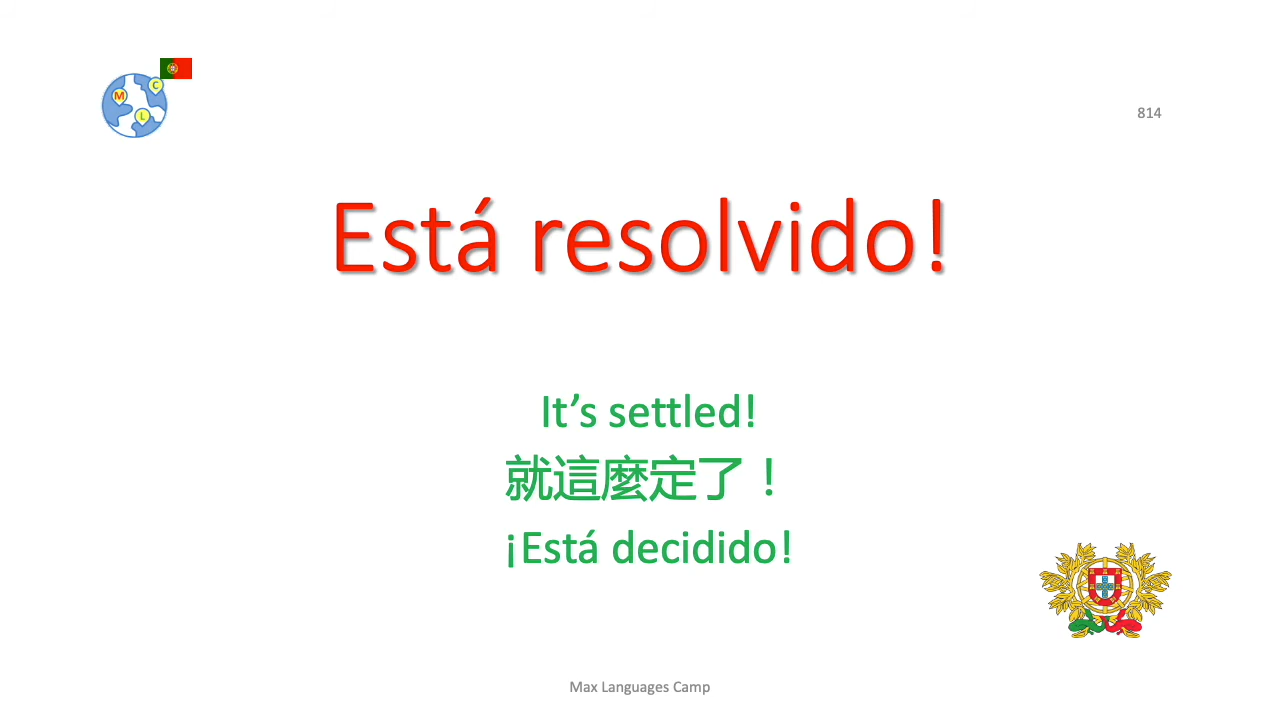 M
C
L
814
Está resolvido!
It’s settled!
就這麼定了！
¡Está decidido!
Max Languages Camp